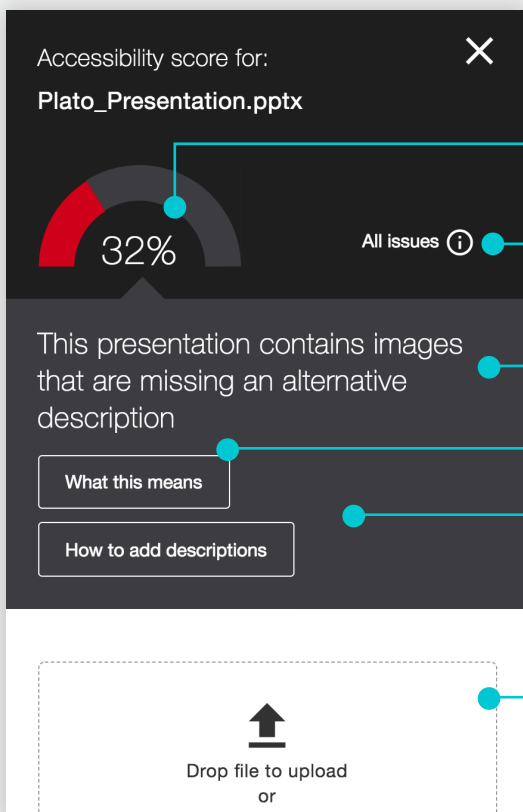 Accessibility score for:
Plato_Presentation.pptx
32%
All issues
This presentation contains images
that are missing an alternative
description
What this means
How to add descriptions
Drop file to upload
or